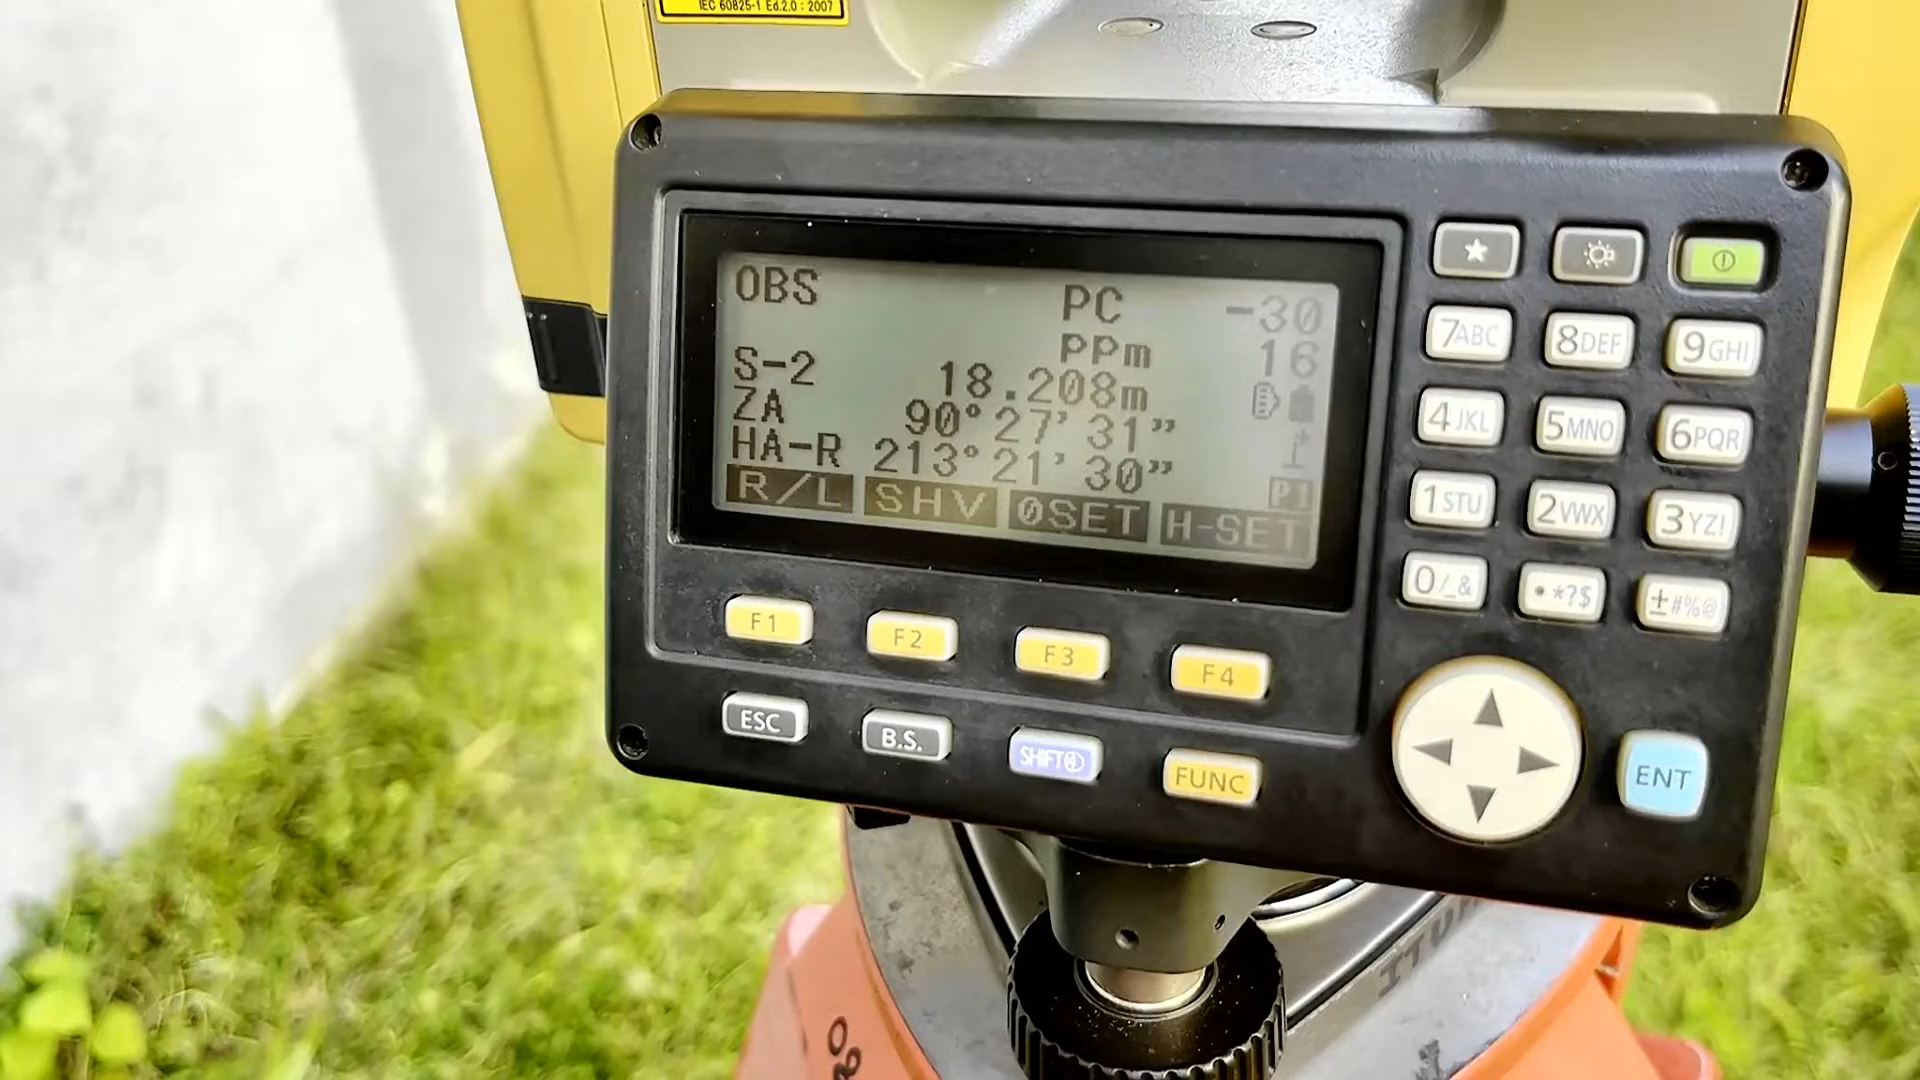 IEC 60825-1 Ed.2.0 : 2007
OBS PC -30
ppm 16
S-2 18.208m
ZA 90° 27' 31"
HA-R 213° 21' 30"
P1
R/L SHV 0SET H-SET
7ABC 8DEF 9GHI
4JKL 5MNO 6PQR
1STU 2VWX 3YZ!
0/_& •*?$ ±#%@
F1 F2 F3 F4
ESC B.S. SHIFT FUNC
ENT